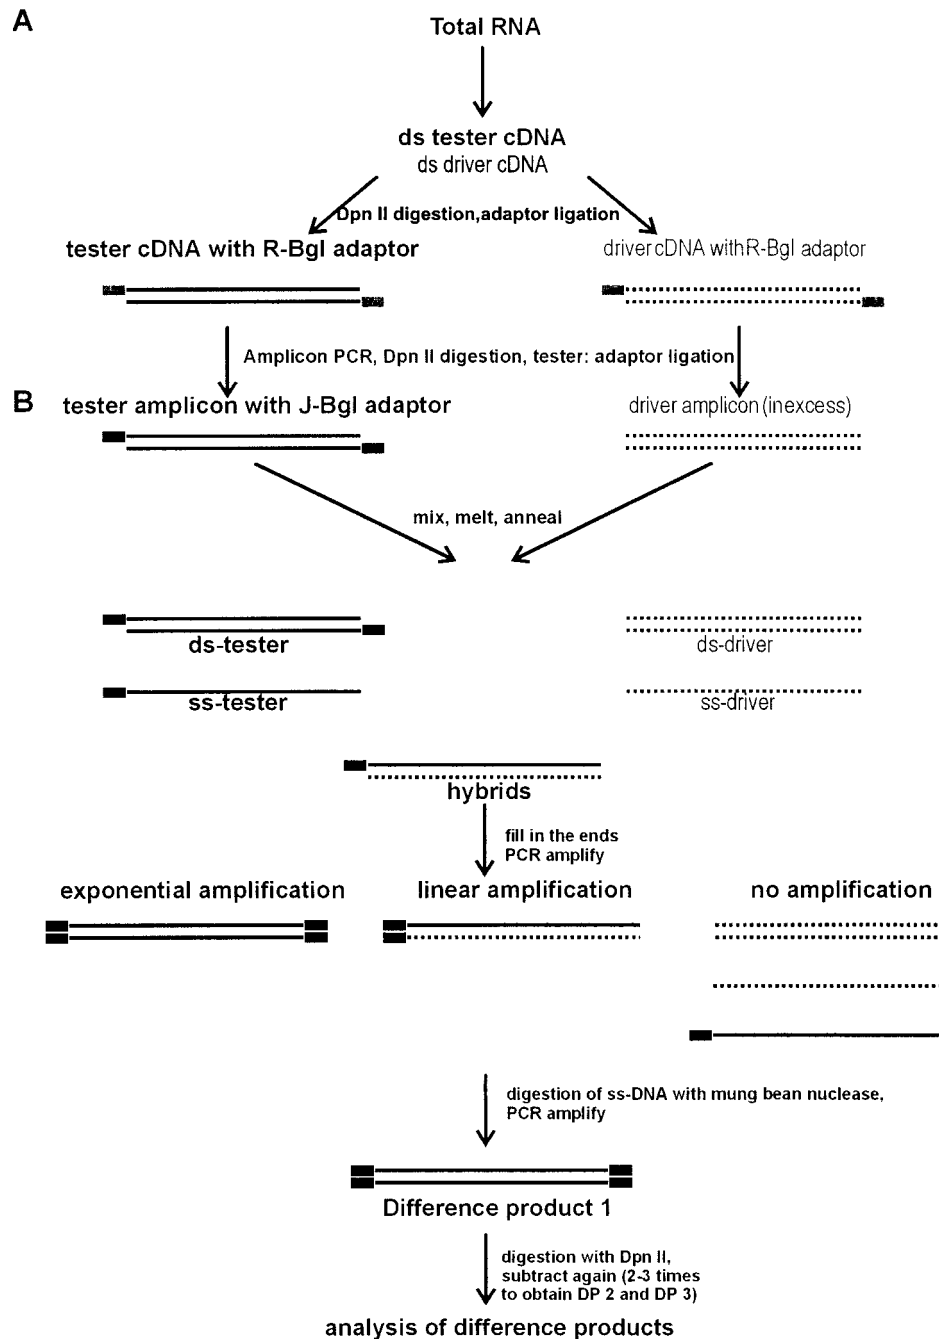 A
Total RNA
ds tester cDNA
ds driver cDNA
Dpn II digestion,adaptor ligation
tester cDNA with R-Bgl adaptor
driver cDNA with R-Bgl adaptor
Amplicon PCR, Dpn II digestion, tester: adaptor ligation
B
tester amplicon with J-Bgl adaptor
driver amplicon (in excess)
mix, melt, anneal
ds-tester
ds-driver
ss-tester
ss-driver
hybrids
fill in the ends
PCR amplify
exponential amplification
linear amplification
no amplification
digestion of ss-DNA with mung bean nuclease,
PCR amplify
Difference product 1
digestion with Dpn II,
subtract again (2-3 times
to obtain DP 2 and DP 3)
analysis of difference products